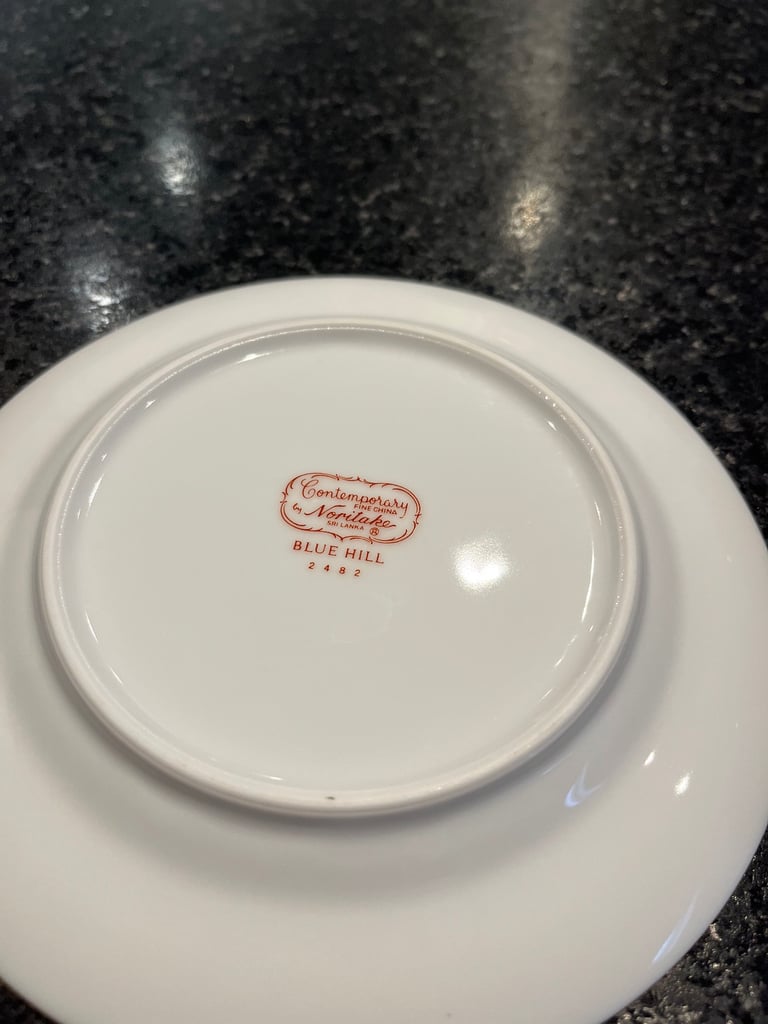 Contemporary
FINE CHINA
by Noritake
SRI LANKA ®
BLUE HILL
2482